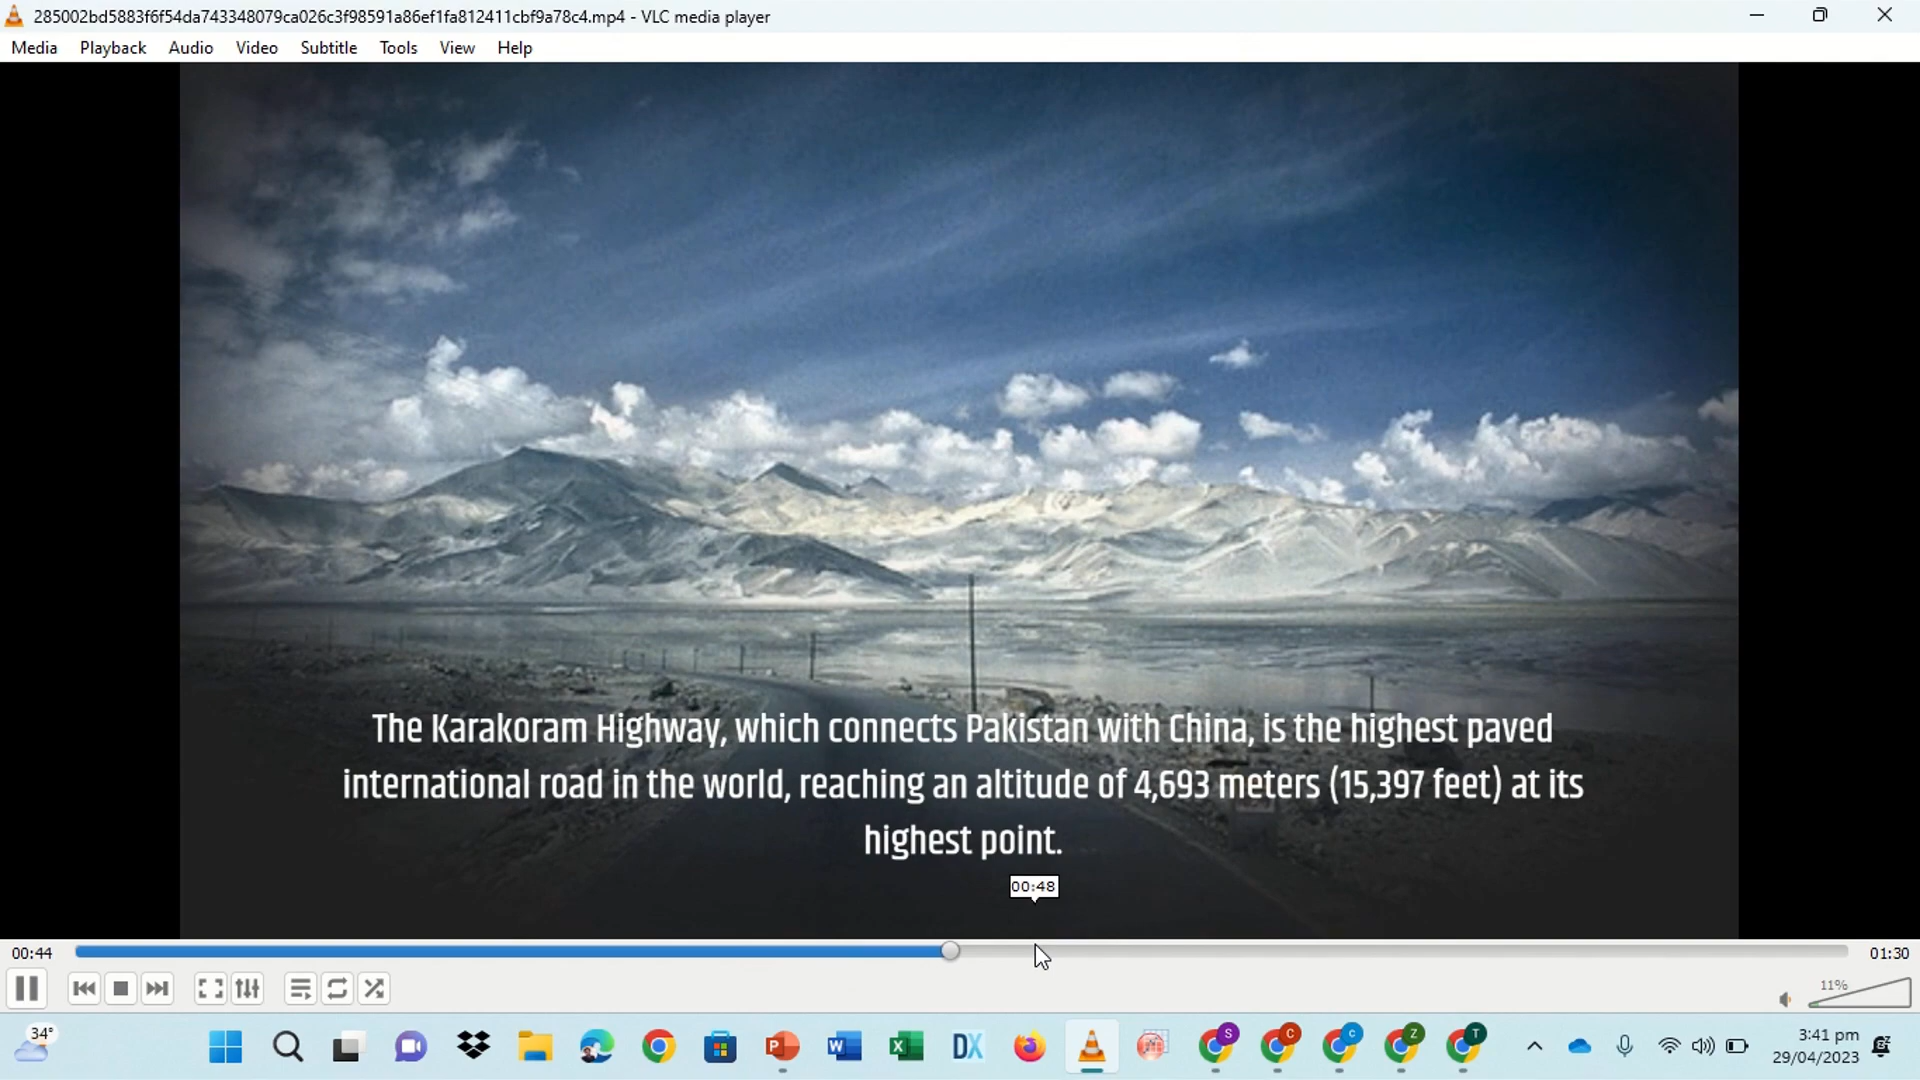 285002bd5883f6f54da743348079ca026c3f98591a86ef1fa812411cbf9a78c4.mp4 - VLC media player
Media Playback Audio Video Subtitle Tools View Help
The Karakoram Highway, which connects Pakistan with China, is the highest paved
international road in the world, reaching an altitude of 4,693 meters (15,397 feet) at its
highest point.
00:48
00:44
01:30
11%
34°
P
W
X
DX
S
C
C
Z
T
3:41 pm
29/04/2023